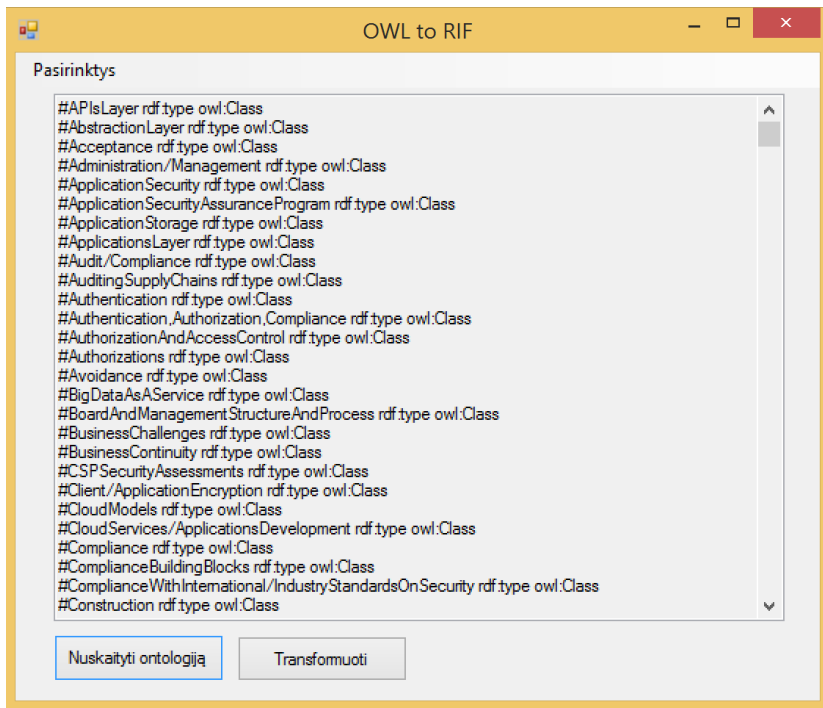 OWL to RIF
Pasirinktys
#APIsLayer rdf:type owl:Class
#AbstractionLayer rdf:type owl:Class
#Acceptance rdf:type owl:Class
#Administration/Management rdf:type owl:Class
#ApplicationSecurity rdf:type owl:Class
#ApplicationSecurityAssuranceProgram rdf:type owl:Class
#ApplicationStorage rdf:type owl:Class
#ApplicationsLayer rdf:type owl:Class
#Audit/Compliance rdf:type owl:Class
#AuditingSupplyChains rdf:type owl:Class
#Authentication rdf:type owl:Class
#Authentication,Authorization,Compliance rdf:type owl:Class
#AuthorizationAndAccessControl rdf:type owl:Class
#Authorizations rdf:type owl:Class
#Avoidance rdf:type owl:Class
#BigDataAsAService rdf:type owl:Class
#BoardAndManagementStructureAndProcess rdf:type owl:Class
#BusinessChallenges rdf:type owl:Class
#BusinessContinuity rdf:type owl:Class
#CSPSecurityAssessments rdf:type owl:Class
#Client/ApplicationEncryption rdf:type owl:Class
#CloudModels rdf:type owl:Class
#CloudServices/ApplicationsDevelopment rdf:type owl:Class
#Compliance rdf:type owl:Class
#ComplianceBuildingBlocks rdf:type owl:Class
#ComplianceWithInternational/IndustryStandardsOnSecurity rdf:type owl:Class
#Construction rdf:type owl:Class
Nuskaityti ontologiją
Transformuoti